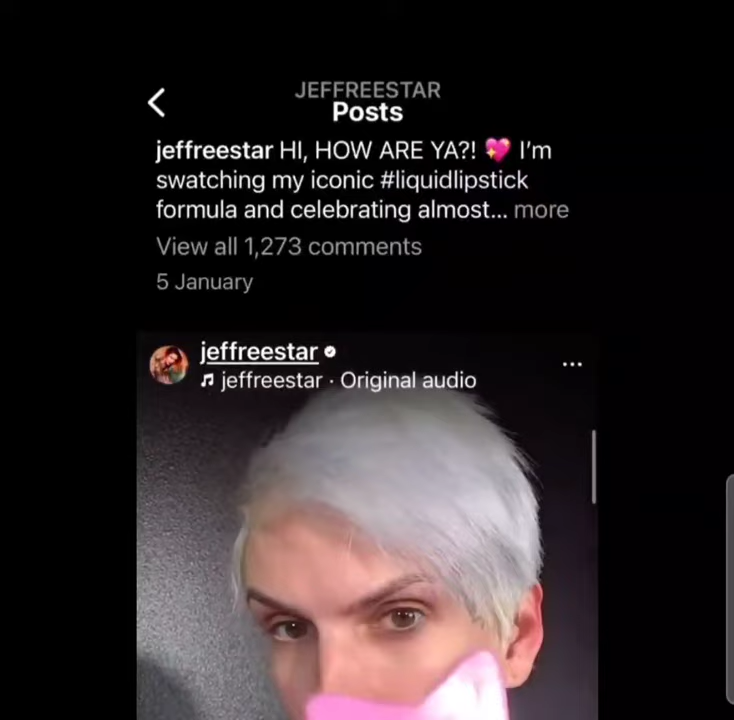 JEFFREESTAR
Posts
jeffreestar HI, HOW ARE YA?! 💖 I'm
swatching my iconic #liquidlipstick
formula and celebrating almost... more
View all 1,273 comments
5 January
jeffreestar
jeffreestar · Original audio